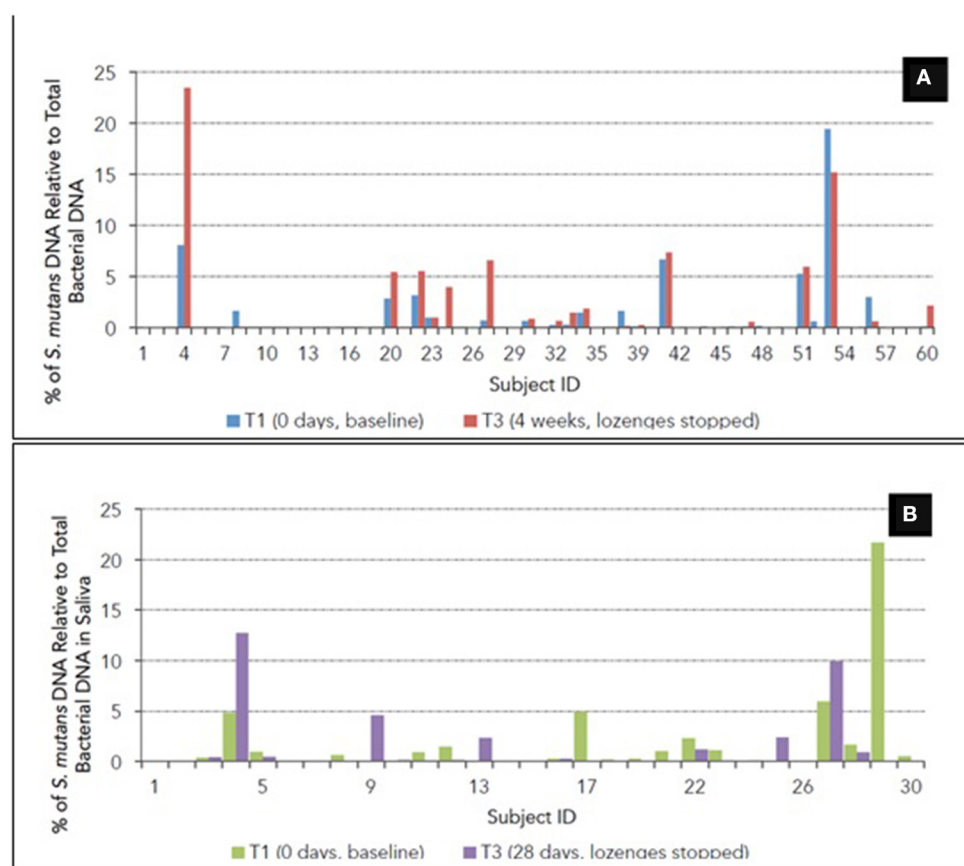 A
25
20
15
10
5
0
% of S. mutans DNA Relative to Total
Bacterial DNA
1 4 7 10 13 16 20 23 26 29 32 35 39 42 45 48 51 54 57 60
Subject ID
T1 (0 days, baseline) T3 (4 weeks, lozenges stopped)
B
25
20
15
10
5
0
% of S. mutans DNA Relative to Total
Bacterial DNA in Saliva
1 5 9 13 17 22 26 30
Subject ID
T1 (0 days, baseline) T3 (28 days, lozenges stopped)